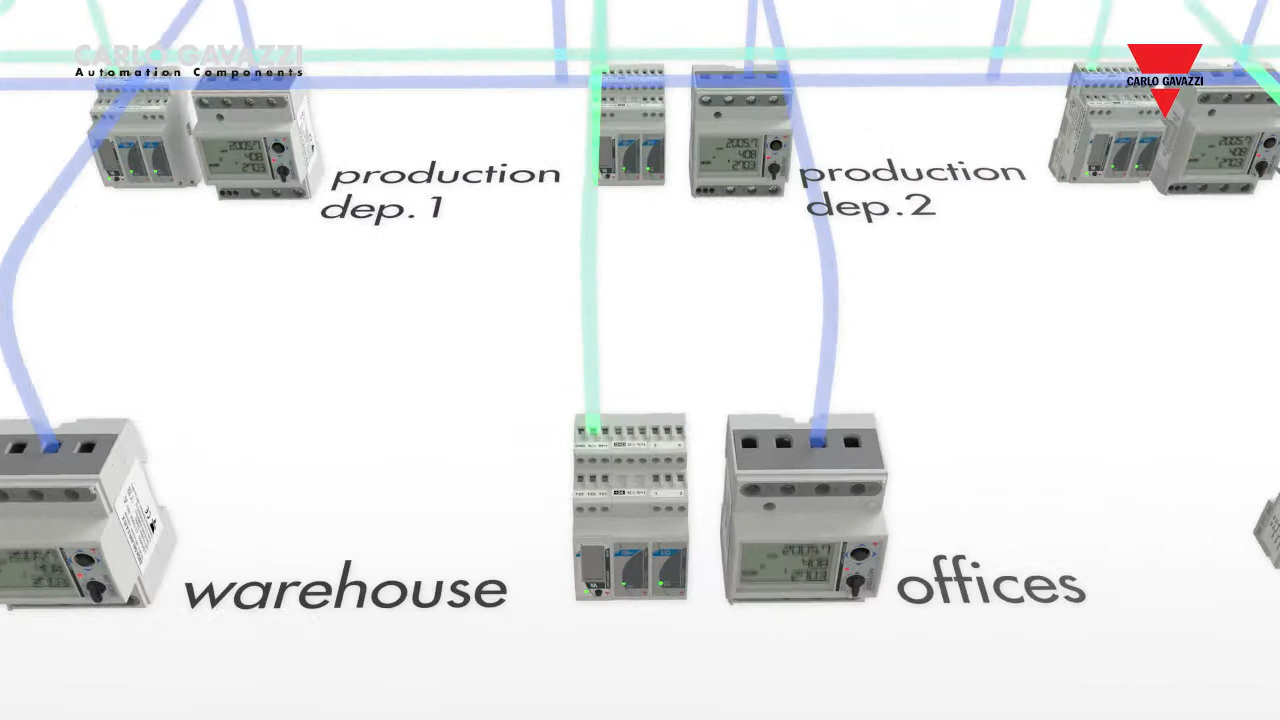 CARLO GAVAZZI
Automation Components
CARLO GAVAZZI
production
dep. 1
production
dep.2
warehouse
offices